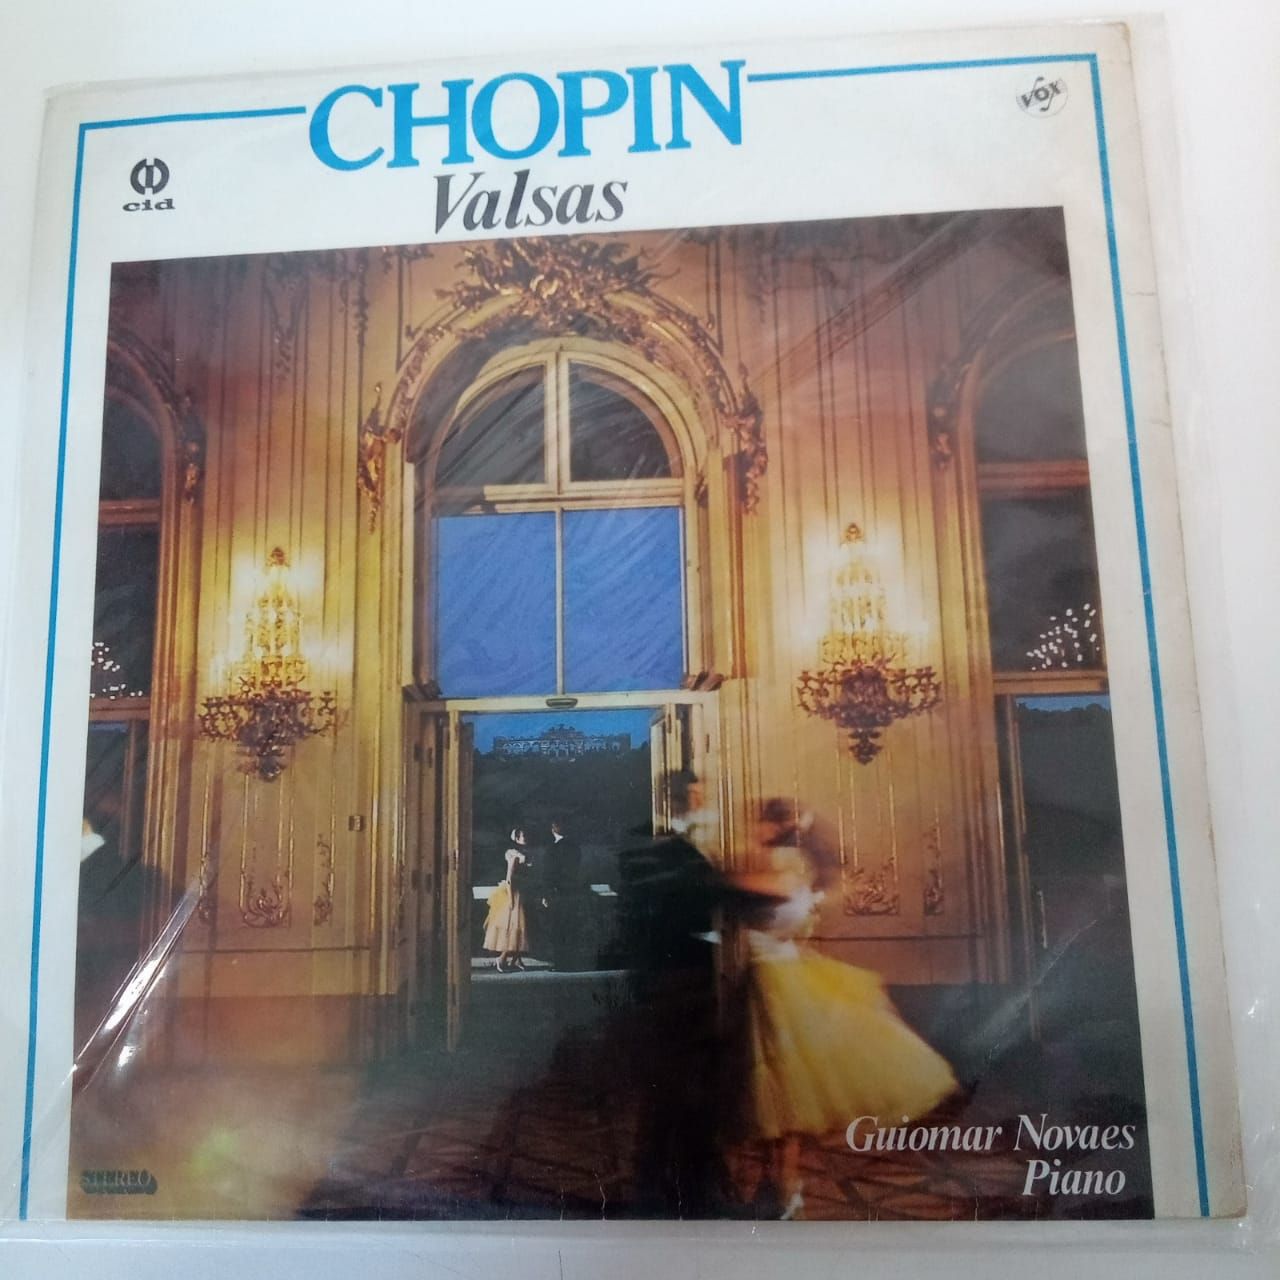 CHOPIN
VOX
cid
Valsas
Guiomar Novaes
Piano
STEREO